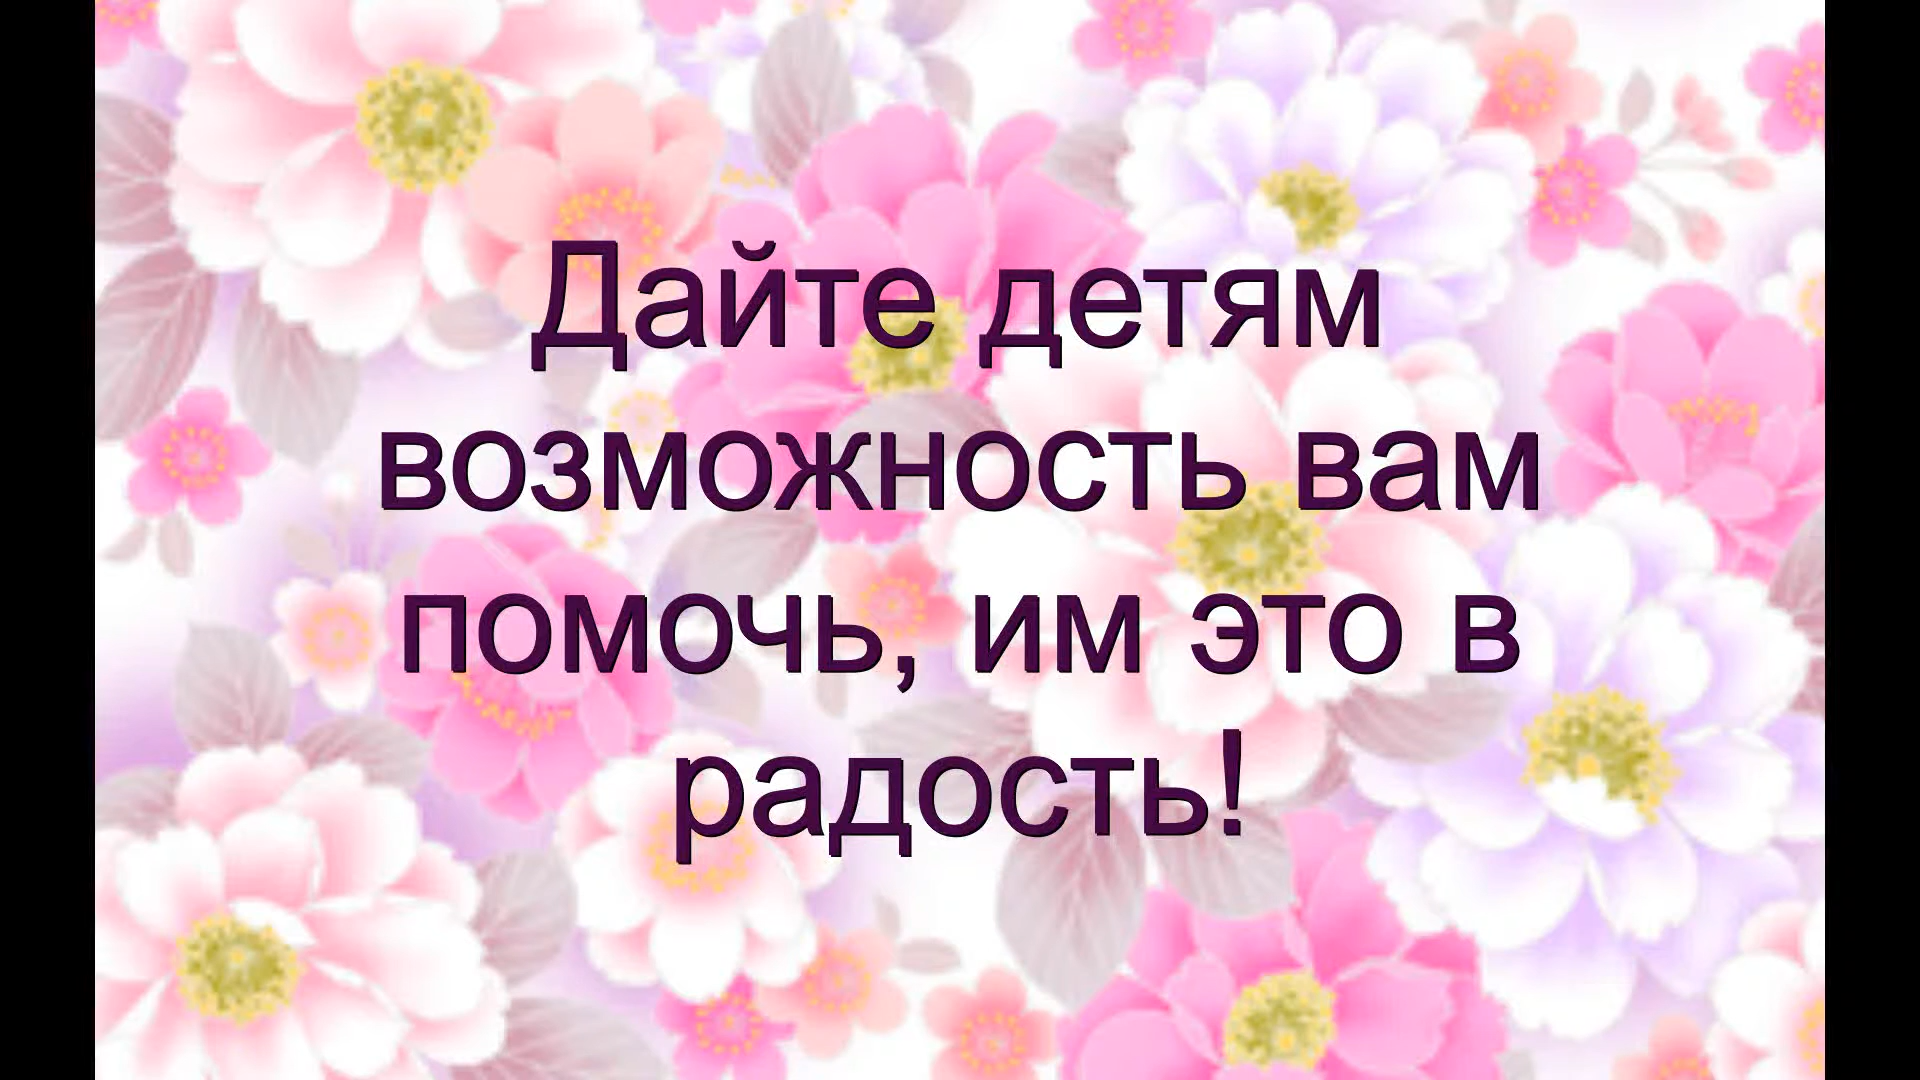 Дайте детям
возможность вам
помочь, им это в
радость!